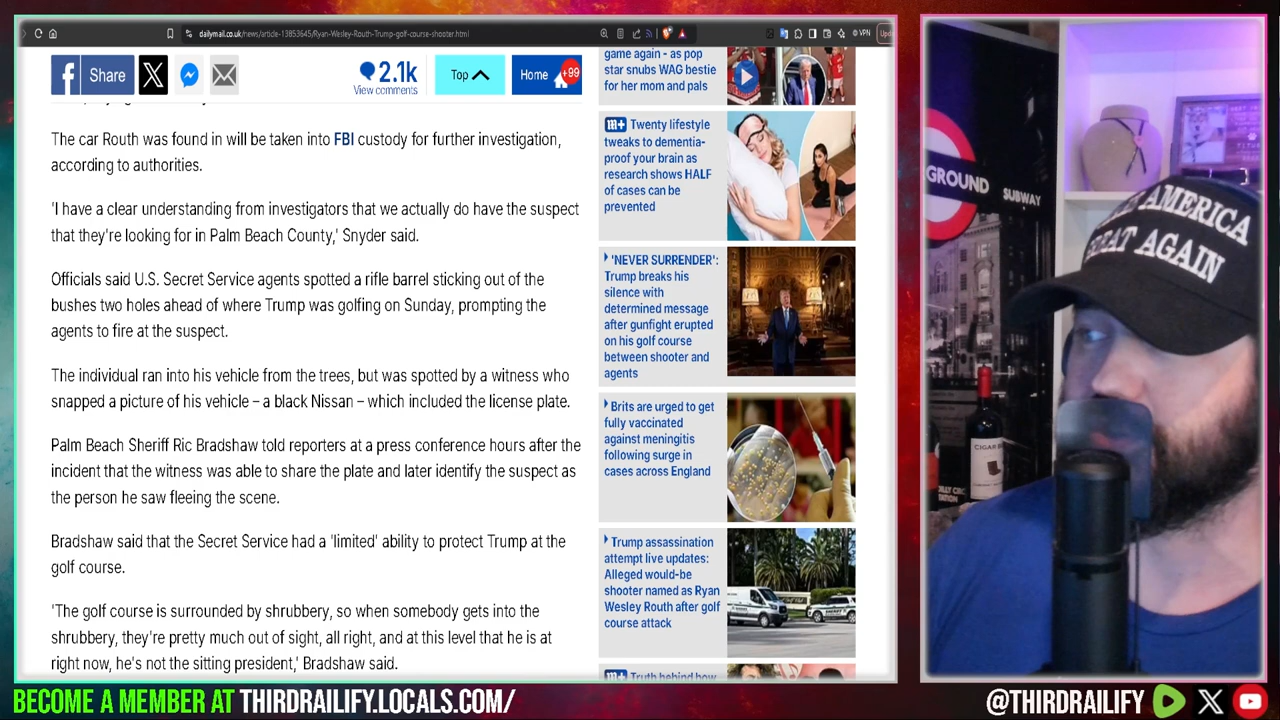 dailymail.co.uk/news/article-13853645/Ryan-Wesley-Routh-Trump-golf-course-shooter.html
VPN
Share
2.1k
View comments
Top
Home
+99
The car Routh was found in will be taken into FBI custody for further investigation,
according to authorities.
'I have a clear understanding from investigators that we actually do have the suspect
that they're looking for in Palm Beach County,' Snyder said.
Officials said U.S. Secret Service agents spotted a rifle barrel sticking out of the
bushes two holes ahead of where Trump was golfing on Sunday, prompting the
agents to fire at the suspect.
The individual ran into his vehicle from the trees, but was spotted by a witness who
snapped a picture of his vehicle – a black Nissan – which included the license plate.
Palm Beach Sheriff Ric Bradshaw told reporters at a press conference hours after the
incident that the witness was able to share the plate and later identify the suspect as
the person he saw fleeing the scene.
Bradshaw said that the Secret Service had a 'limited' ability to protect Trump at the
golf course.
'The golf course is surrounded by shrubbery, so when somebody gets into the
shrubbery, they're pretty much out of sight, all right, and at this level that he is at
right now, he's not the sitting president,' Bradshaw said.
game again - as pop
star snubs WAG bestie
for her mom and pals
m+ Twenty lifestyle
tweaks to dementia-
proof your brain as
research shows HALF
of cases can be
prevented
'NEVER SURRENDER':
Trump breaks his
silence with
determined message
after gunfight erupted
on his golf course
between shooter and
agents
Brits are urged to get
fully vaccinated
against meningitis
following surge in
cases across England
Trump assassination
attempt live updates:
Alleged would-be
shooter named as Ryan
Wesley Routh after golf
course attack
m+ Truth behind how
GROUND
SUBWAY
AMERICA
GREAT AGAIN
CIGAR
BECOME A MEMBER AT THIRDRAILIFY.LOCALS.COM/
@THIRDRAILIFY